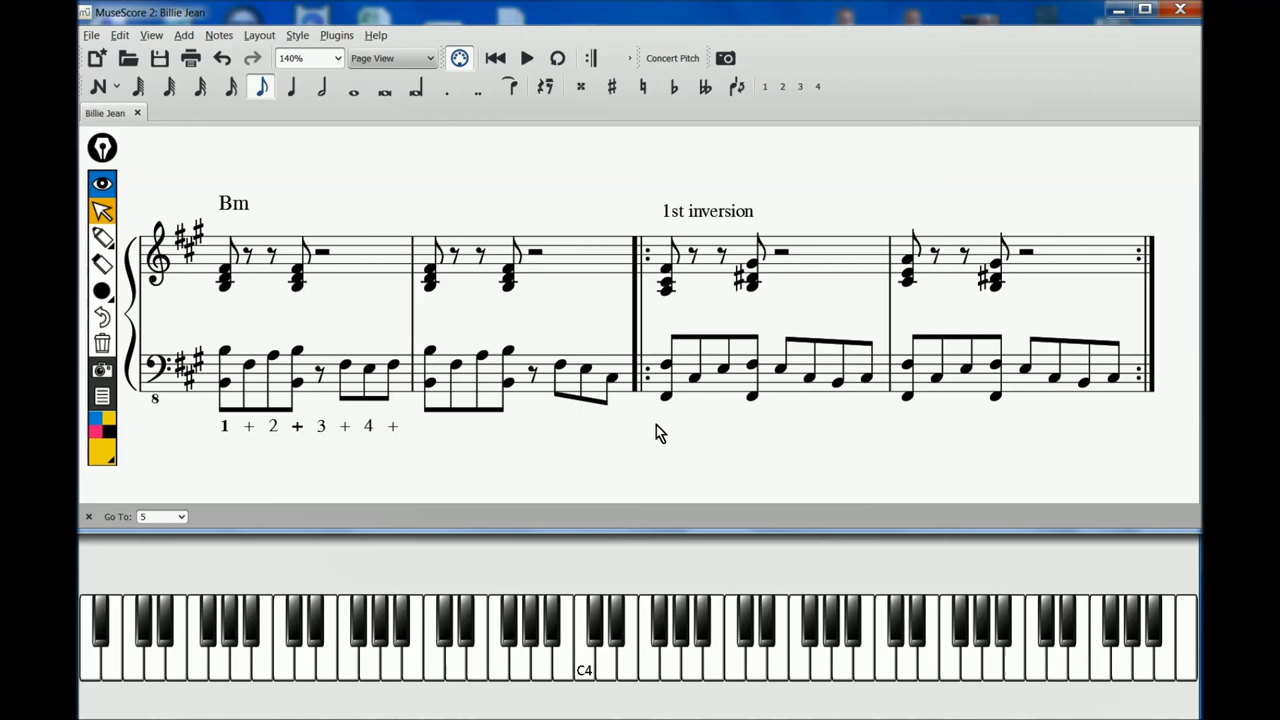 MuseScore 2: Billie Jean
File Edit View Add Notes Layout Style Plugins Help
140% Page View Concert Pitch
1 2 3 4
Billie Jean
Bm
1st inversion
8
1 + 2 + 3 + 4 +
Go To: 5
C4